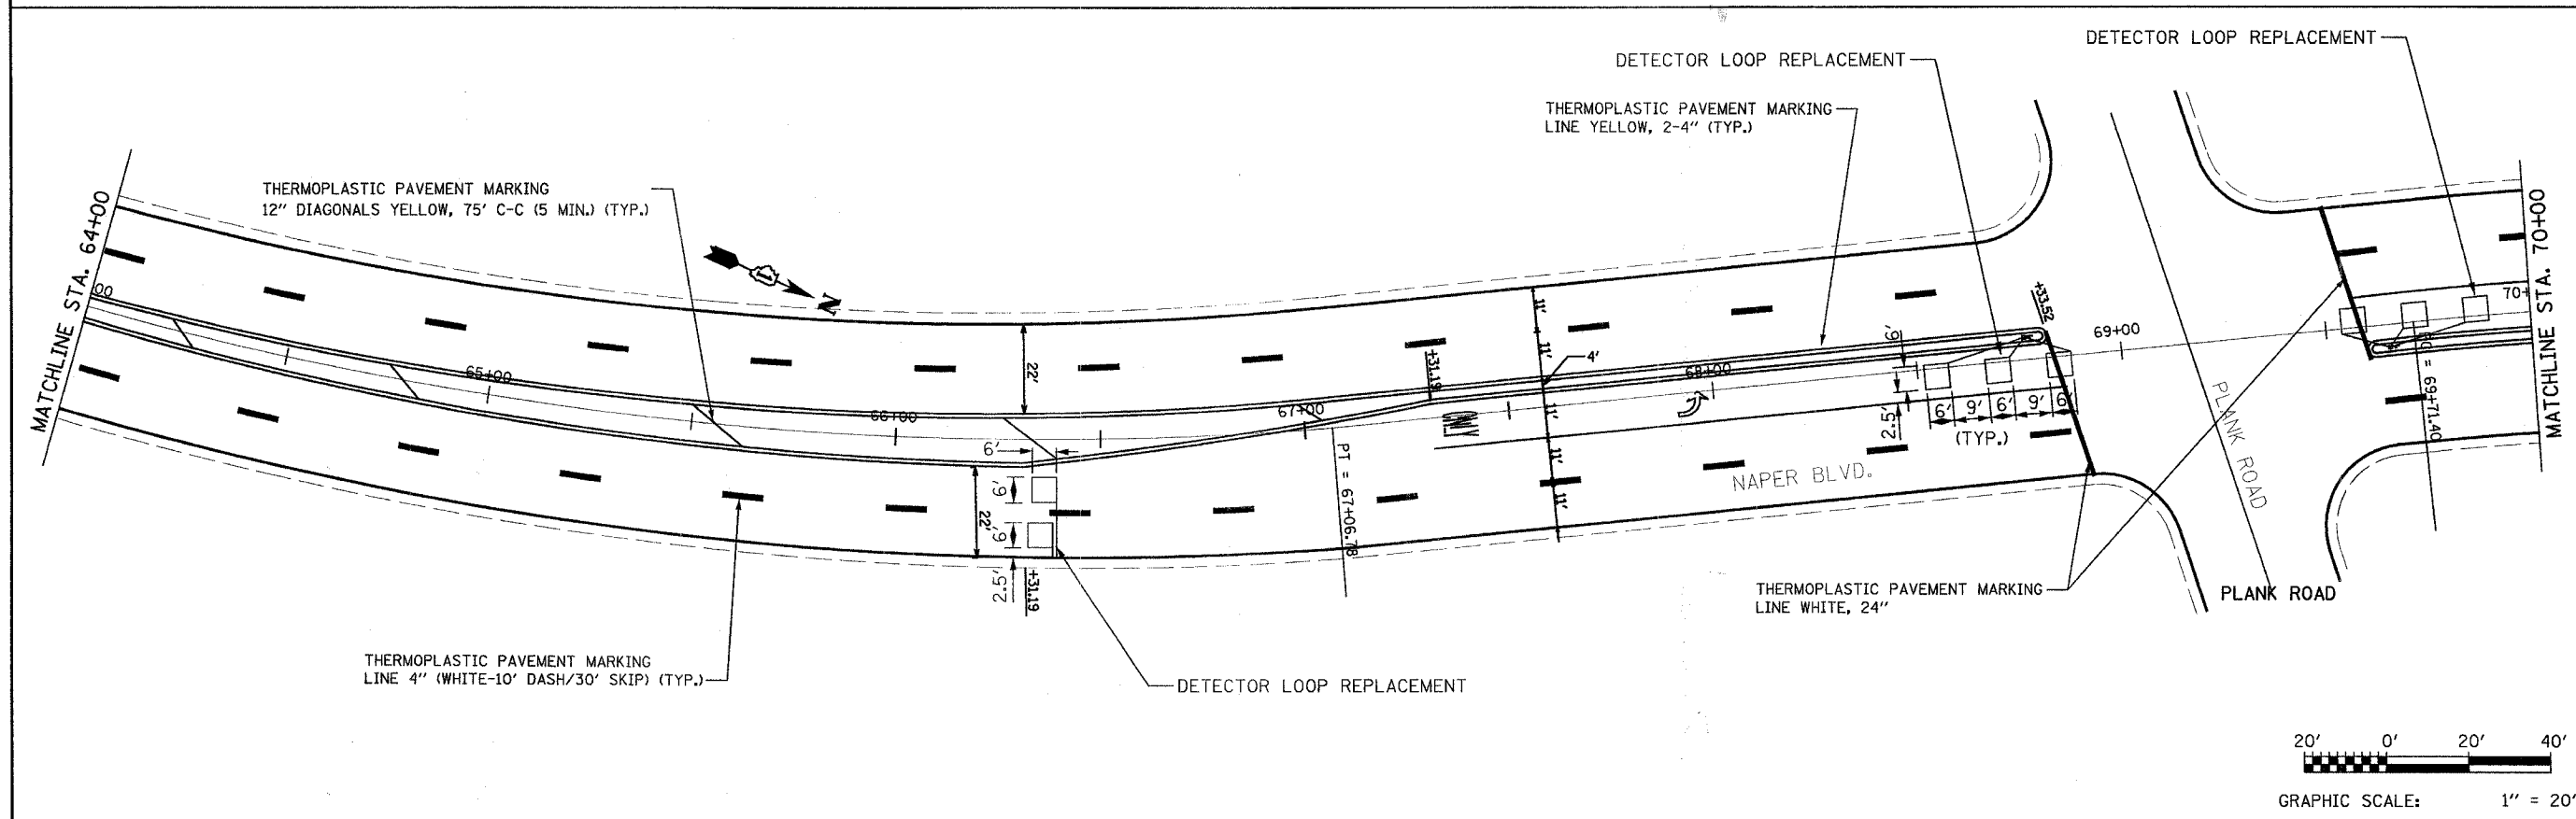 DETECTOR LOOP REPLACEMENT
DETECTOR LOOP REPLACEMENT
THERMOPLASTIC PAVEMENT MARKING
LINE YELLOW, 2-4" (TYP.)
THERMOPLASTIC PAVEMENT MARKING
12" DIAGONALS YELLOW, 75' C-C (5 MIN.) (TYP.)
MATCHLINE STA. 64+00
00
N
65+00
66+00
67+00
68+00
69+00
70+
MATCHLINE STA. 70+00
22'
22'
6'
6'
6'
2.5'
+31.19
+31.19
PT = 67+06.78
11'
11'
4'
11'
11'
11'
ONLY
+33.52
6'
2.5'
6'
9'
6'
9'
6'
(TYP.)
NAPER BLVD.
PLANK ROAD
PLANK ROAD
= 69+71.40
THERMOPLASTIC PAVEMENT MARKING
LINE WHITE, 24"
THERMOPLASTIC PAVEMENT MARKING
LINE 4" (WHITE-10' DASH/30' SKIP) (TYP.)
DETECTOR LOOP REPLACEMENT
20' 0' 20' 40'
GRAPHIC SCALE: 1" = 20'